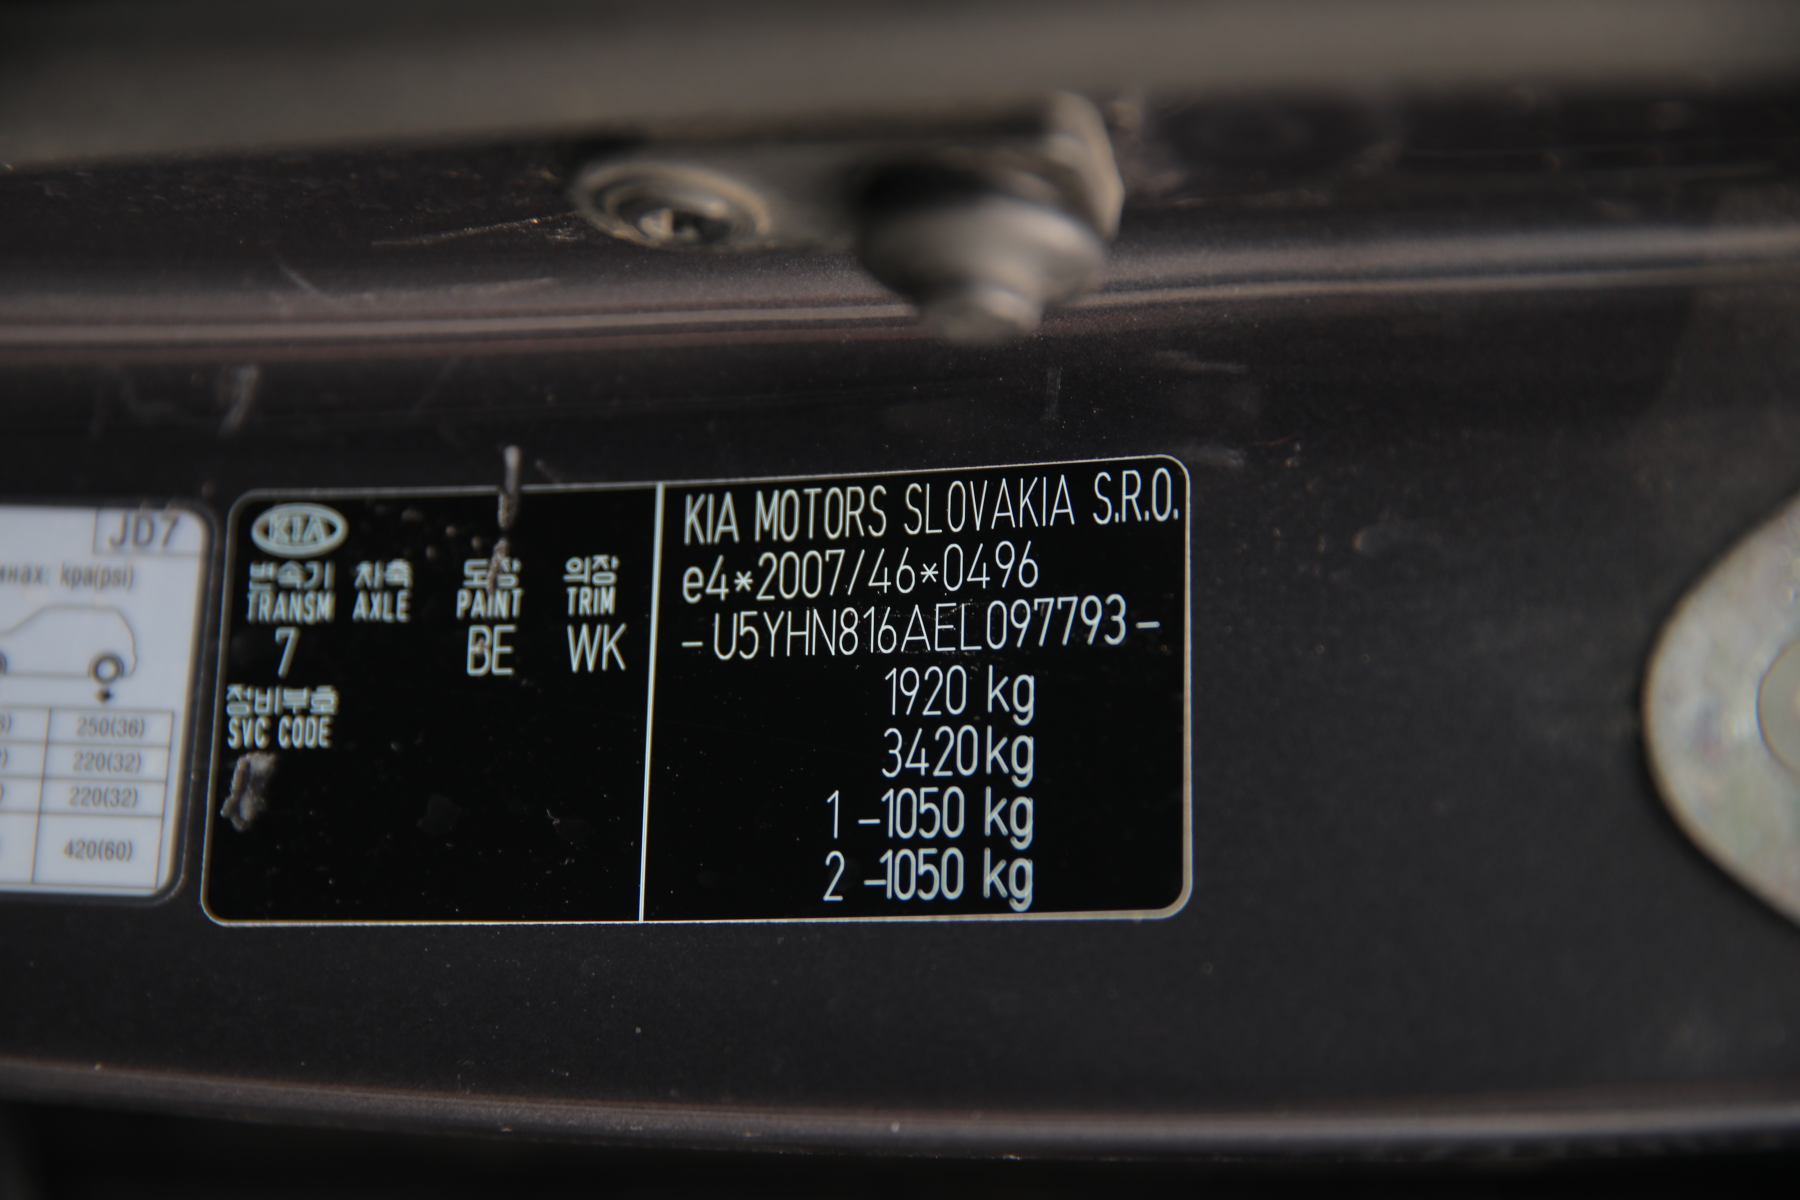 JD7
kpa(psi)
250(36)
220(32)
220(32)
420(60)
KIA
변속기 차축 도장 의장
TRANSM AXLE PAINT TRIM
7 BE WK
정비부호
SVC CODE
KIA MOTORS SLOVAKIA S.R.O.
e4*2007/46*0496
-U5YHN816AEL097793-
1920 kg
3420kg
1 -1050 kg
2 -1050 kg